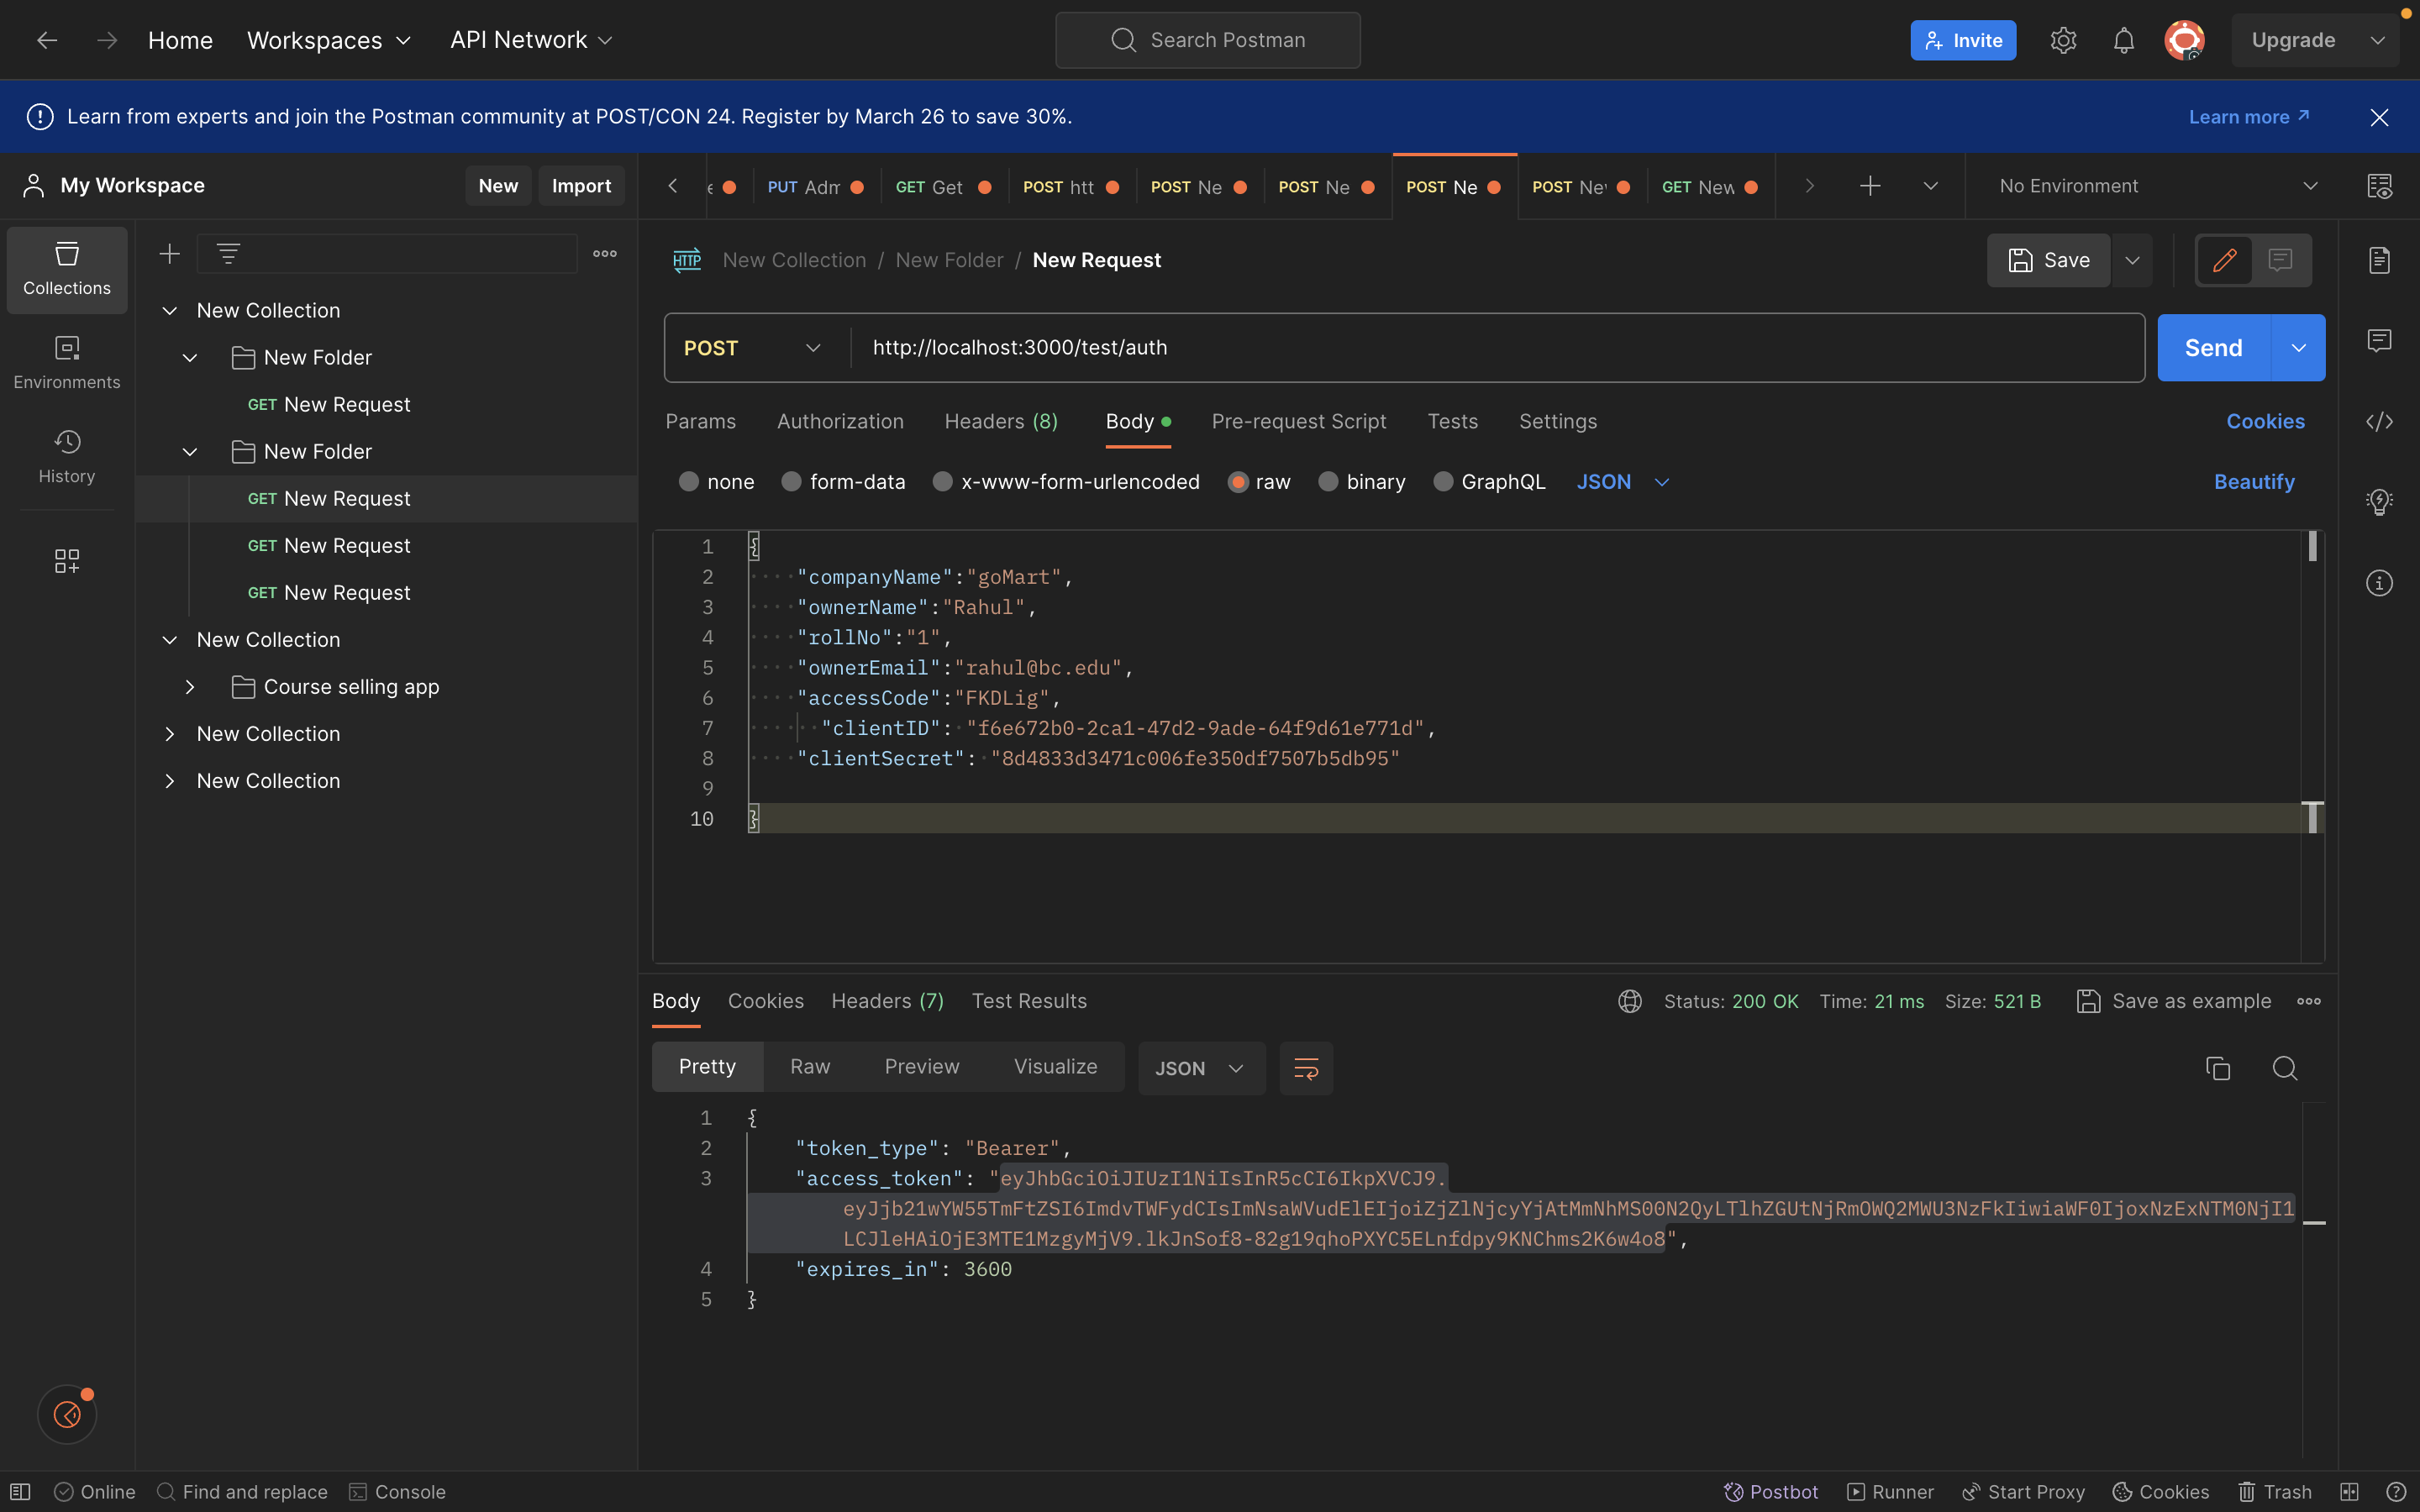 Home Workspaces API Network Search Postman Invite Upgrade
Learn from experts and join the Postman community at POST/CON 24. Register by March 26 to save 30%. Learn more
My Workspace New Import
PUT Adm GET Get POST htt POST Ne POST Ne POST Ne POST Ne GET New No Environment
Collections
Environments
History
New Collection
New Folder
GET New Request
New Folder
GET New Request
GET New Request
GET New Request
New Collection
Course selling app
New Collection
New Collection
HTTP New Collection / New Folder / New Request Save
POST http://localhost:3000/test/auth Send
Params Authorization Headers (8) Body Pre-request Script Tests Settings Cookies
none form-data x-www-form-urlencoded raw binary GraphQL JSON Beautify
1 {
2 "companyName":"goMart",
3 "ownerName":"Rahul",
4 "rollNo":"1",
5 "ownerEmail":"rahul@bc.edu",
6 "accessCode":"FKDLig",
7 "clientID": "f6e672b0-2ca1-47d2-9ade-64f9d61e771d",
8 "clientSecret": "8d4833d3471c006fe350df7507b5db95"
9
10 }
Body Cookies Headers (7) Test Results Status: 200 OK Time: 21 ms Size: 521 B Save as example
Pretty Raw Preview Visualize JSON
1 {
2 "token_type": "Bearer",
3 "access_token": "eyJhbGciOiJIUzI1NiIsInR5cCI6IkpXVCJ9.
eyJjb21wYW55TmFtZSI6ImdvTWFydCIsImNsaWVudElEIjoiZjZlNjcyYjAtMmNhMS00N2QyLTlhZGUtNjRmOWQ2MWU3NzFkIiwiaWF0IjoxNzExNTM0NjI1
LCJleHAiOjE3MTE1MzgyMjV9.lkJnSof8-82g19qhoPXYC5ELnfdpy9KNChms2K6w4o8",
4 "expires_in": 3600
5 }
Online Find and replace Console Postbot Runner Start Proxy Cookies Trash